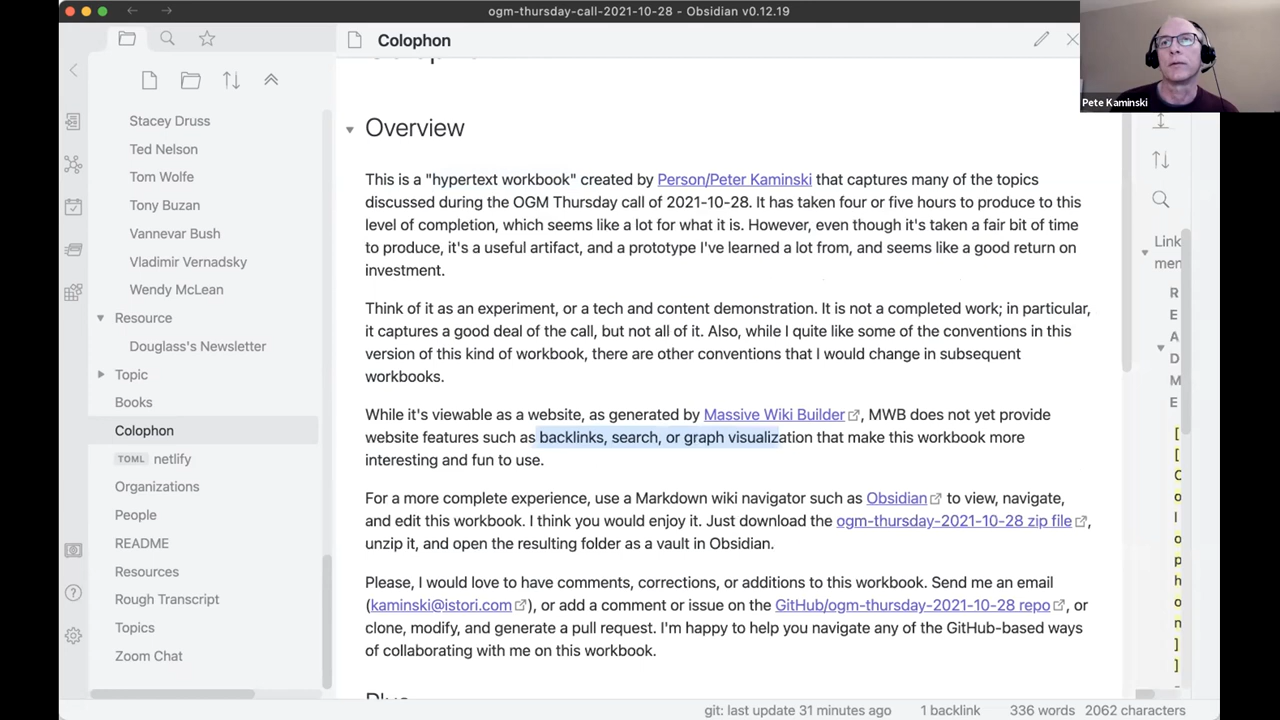 ogm-thursday-call-2021-10-28 - Obsidian v0.12.19
Colophon
Pete Kaminski
Stacey Druss
Ted Nelson
Tom Wolfe
Tony Buzan
Vannevar Bush
Vladimir Vernadsky
Wendy McLean
Resource
Douglass's Newsletter
Topic
Books
Colophon
TOML netlify
Organizations
People
README
Resources
Rough Transcript
Topics
Zoom Chat
Overview
This is a "hypertext workbook" created by Person/Peter Kaminski that captures many of the topics
discussed during the OGM Thursday call of 2021-10-28. It has taken four or five hours to produce to this
level of completion, which seems like a lot for what it is. However, even though it's taken a fair bit of time
to produce, it's a useful artifact, and a prototype I've learned a lot from, and seems like a good return on
investment.
Think of it as an experiment, or a tech and content demonstration. It is not a completed work; in particular,
it captures a good deal of the call, but not all of it. Also, while I quite like some of the conventions in this
version of this kind of workbook, there are other conventions that I would change in subsequent
workbooks.
While it's viewable as a website, as generated by Massive Wiki Builder, MWB does not yet provide
website features such as backlinks, search, or graph visualization that make this workbook more
interesting and fun to use.
For a more complete experience, use a Markdown wiki navigator such as Obsidian to view, navigate,
and edit this workbook. I think you would enjoy it. Just download the ogm-thursday-2021-10-28 zip file,
unzip it, and open the resulting folder as a vault in Obsidian.
Please, I would love to have comments, corrections, or additions to this workbook. Send me an email
(kaminski@istori.com), or add a comment or issue on the GitHub/ogm-thursday-2021-10-28 repo, or
clone, modify, and generate a pull request. I'm happy to help you navigate any of the GitHub-based ways
of collaborating with me on this workbook.
Link
men
R
E
A
D
M
E
[
[
C
o
l
o
p
h
o
n
]
]
git: last update 31 minutes ago
1 backlink
336 words
2062 characters